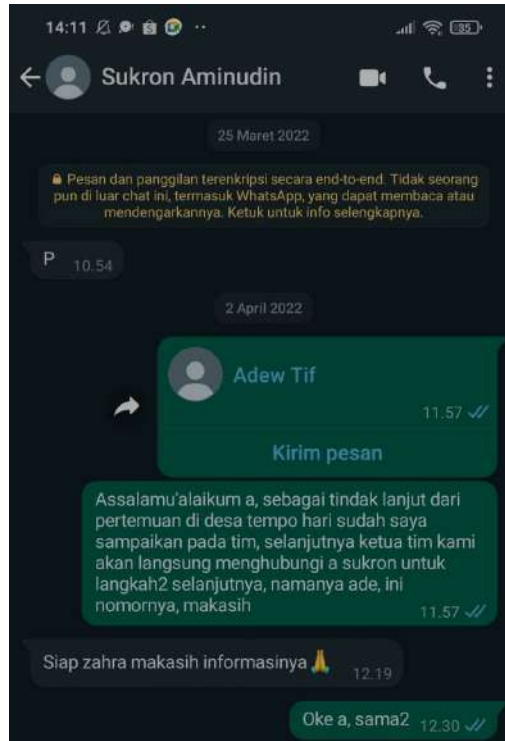 14:11
35
Sukron Aminudin
25 Maret 2022
Pesan dan panggilan terenkripsi secara end-to-end. Tidak seorang
pun di luar chat ini, termasuk WhatsApp, yang dapat membaca atau
mendengarkannya. Ketuk untuk info selengkapnya.
P 10.54
2 April 2022
Adew Tif
11.57
Kirim pesan
Assalamu'alaikum a, sebagai tindak lanjut dari
pertemuan di desa tempo hari sudah saya
sampaikan pada tim, selanjutnya ketua tim kami
akan langsung menghubungi a sukron untuk
langkah2 selanjutnya, namanya ade, ini
nomornya, makasih 11.57
Siap zahra makasih informasinya🙏 12.19
Oke a, sama2 12.30